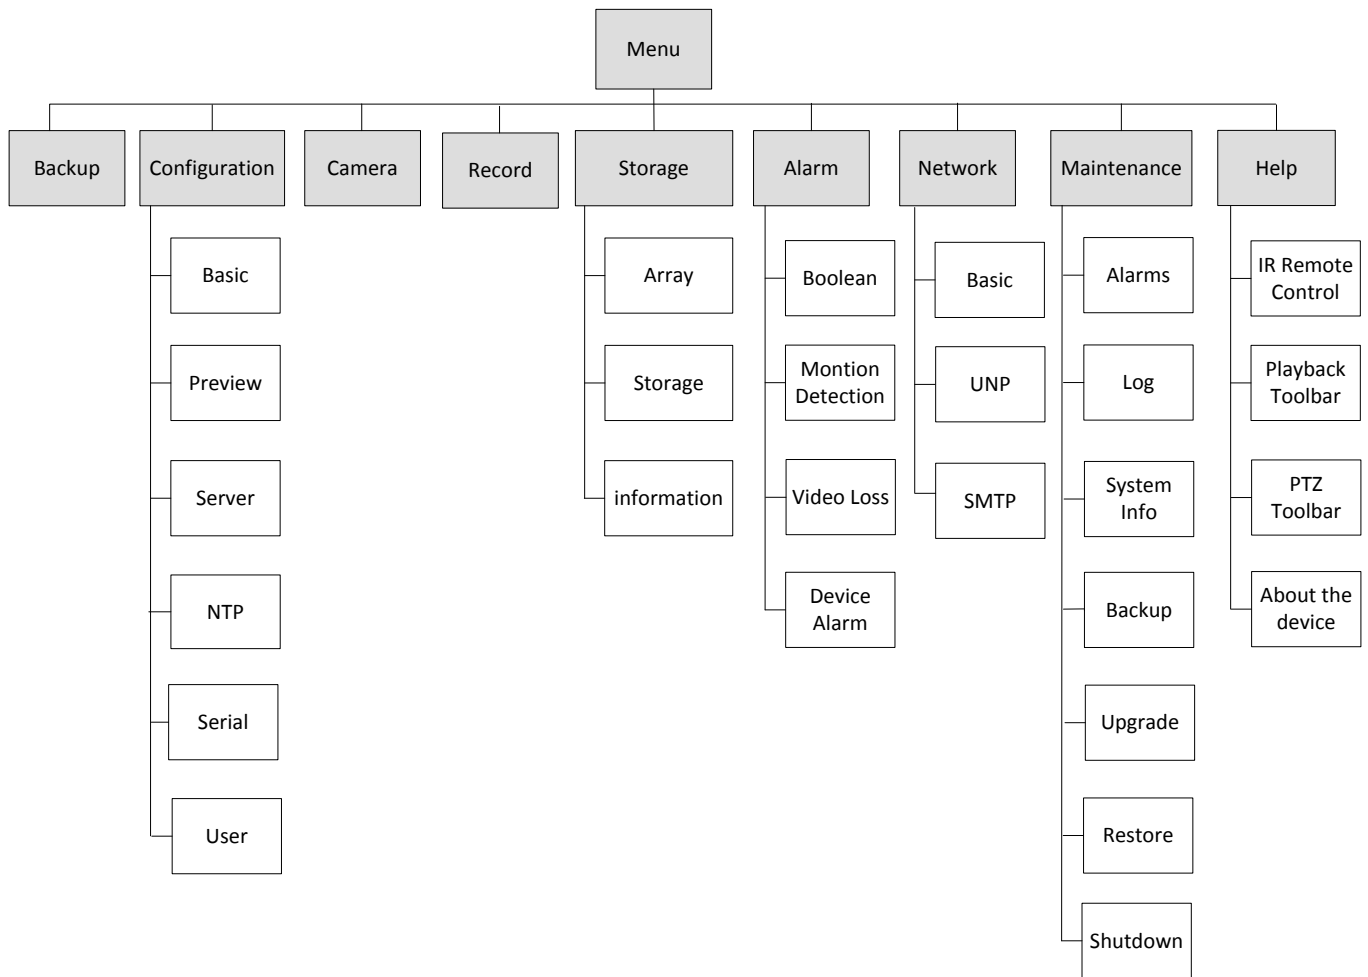 Menu
Backup
Configuration
Camera
Record
Storage
Alarm
Network
Maintenance
Help
Basic
Preview
Server
NTP
Serial
User
Array
Storage
information
Boolean
Montion
Detection
Video Loss
Device
Alarm
Basic
UNP
SMTP
Alarms
Log
System
Info
Backup
Upgrade
Restore
Shutdown
IR Remote
Control
Playback
Toolbar
PTZ
Toolbar
About the
device